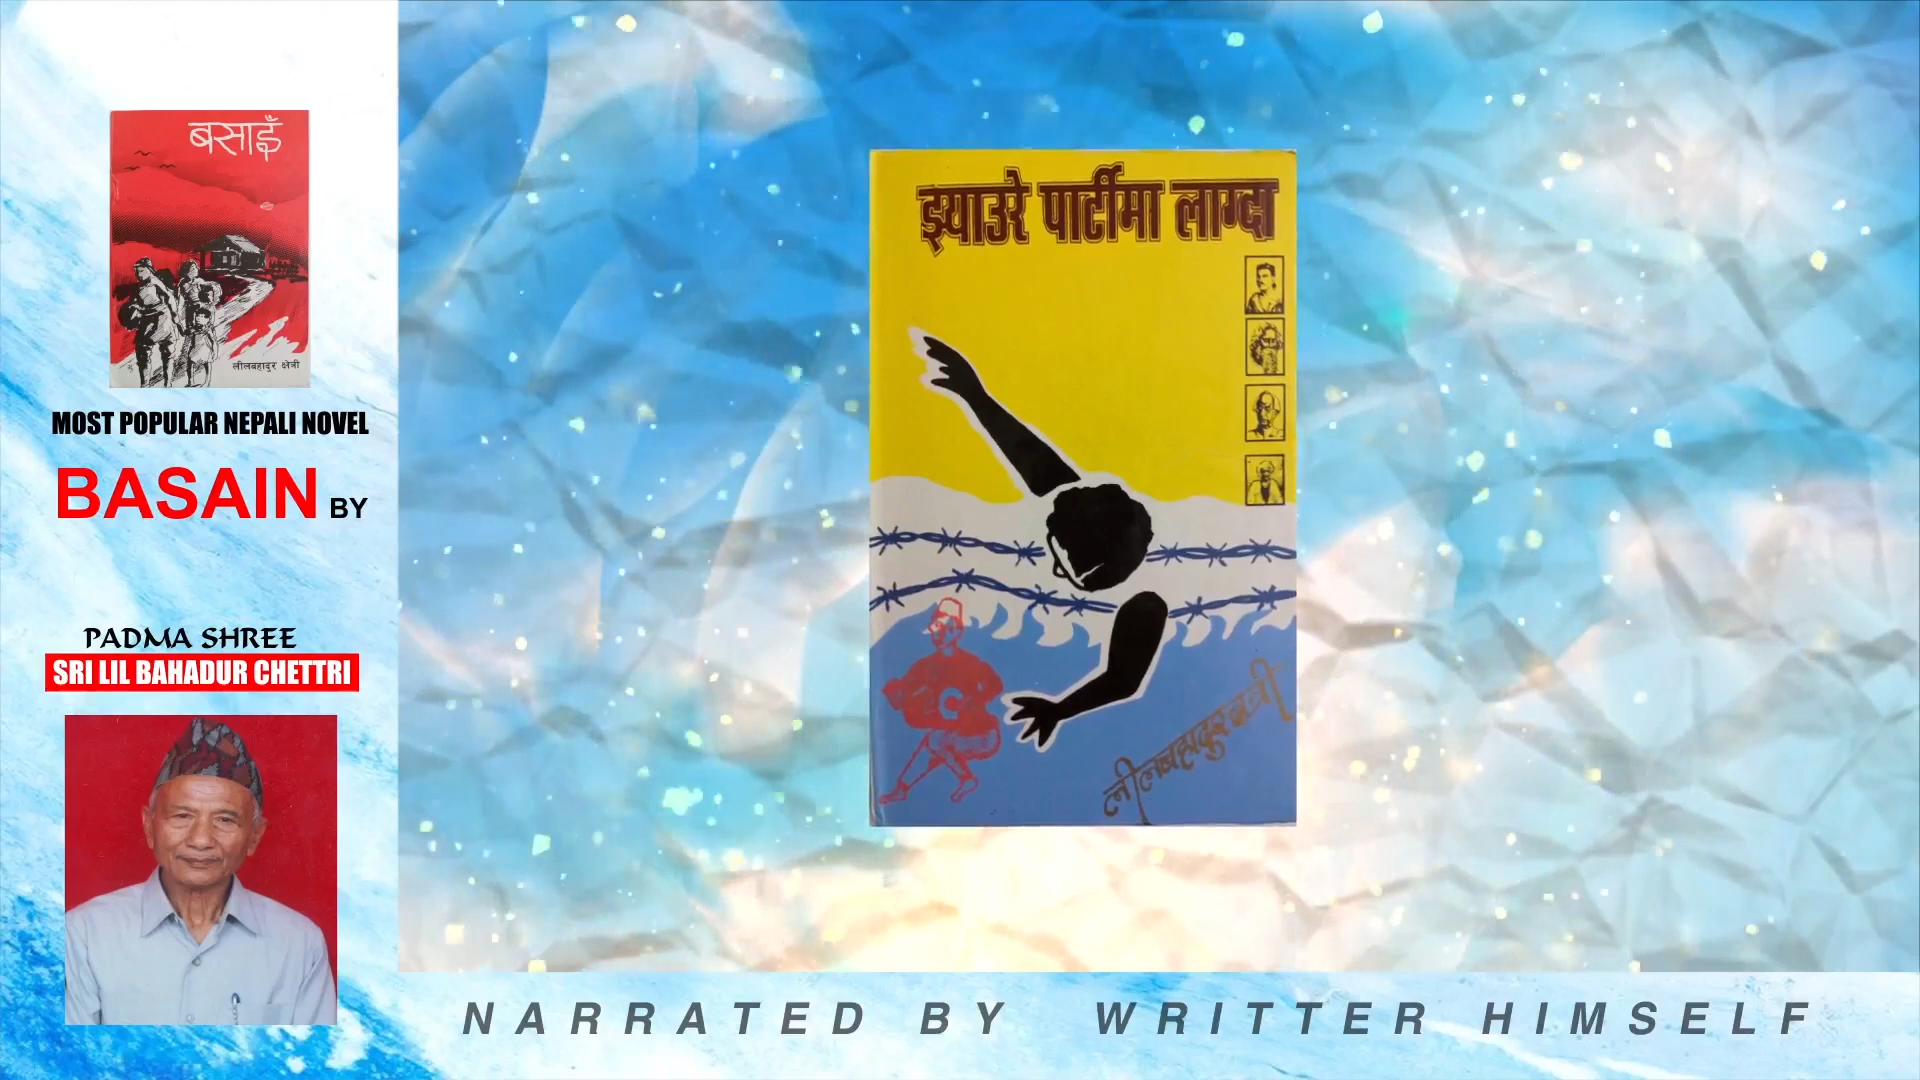 बसाइँ
लीलबहादुर क्षेत्री
MOST POPULAR NEPALI NOVEL
BASAIN BY
PADMA SHREE
SRI LIL BAHADUR CHETTRI
झ्याउरे पार्टीमा लाग्दा
लीलबहादुर क्षत्री
NARRATED BY WRITTER HIMSELF